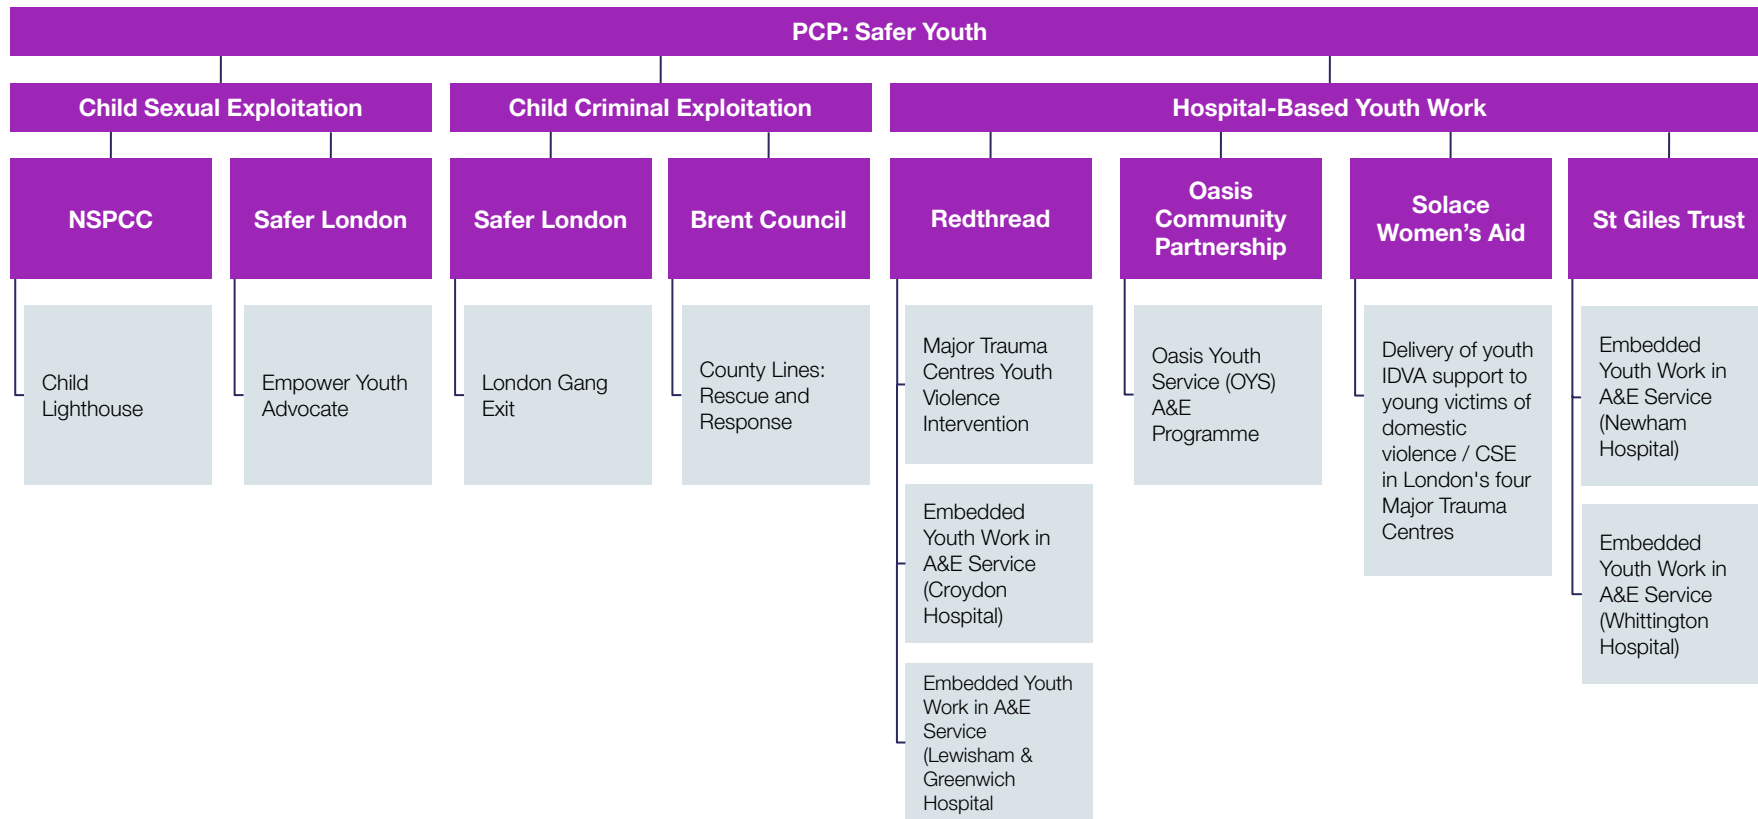 PCP: Safer Youth
Child Sexual Exploitation
Child Criminal Exploitation
Hospital-Based Youth Work
NSPCC
Safer London
Safer London
Brent Council
Redthread
Oasis
Community
Partnership
Solace
Women’s Aid
St Giles Trust
Child
Lighthouse
Empower Youth
Advocate
London Gang
Exit
County Lines:
Rescue and
Response
Major Trauma
Centres Youth
Violence
Intervention
Embedded
Youth Work in
A&E Service
(Croydon
Hospital)
Embedded Youth
Work in A&E
Service
(Lewisham &
Greenwich
Hospital
Oasis Youth
Service (OYS)
A&E
Programme
Delivery of youth
IDVA support to
young victims of
domestic
violence / CSE
in London's four
Major Trauma
Centres
Embedded
Youth Work in
A&E Service
(Newham
Hospital)
Embedded
Youth Work in
A&E Service
(Whittington
Hospital)